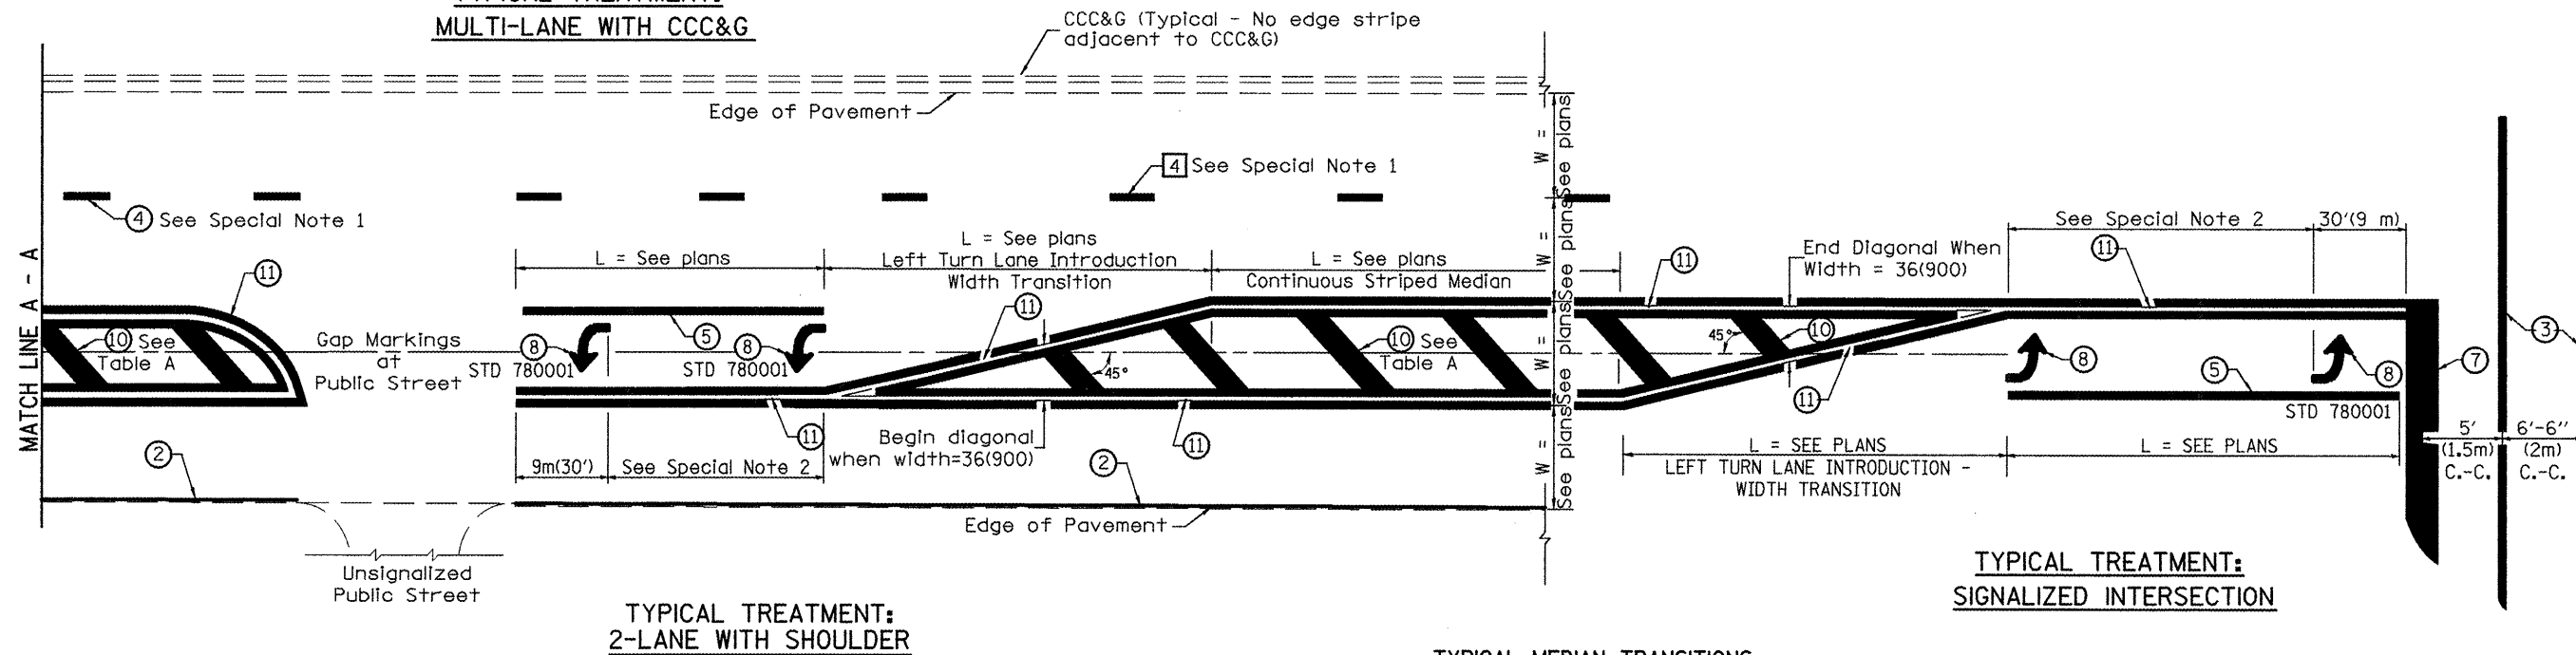 TYPICAL TREATMENT:
MULTI-LANE WITH CCC&G
CCC&G (Typical - No edge stripe
adjacent to CCC&G)
Edge of Pavement
4 See Special Note 1
4 See Special Note 1
MATCH LINE A - A
11
10 See
Table A
Gap Markings
at
Public Street
2
Unsignalized
Public Street
L = See plans
8
STD 780001
5
8
STD 780001
9m(30')
See Special Note 2
11
L = See plans
Left Turn Lane Introduction
Width Transition
11
45°
Begin diagonal
when width=36(900)
11
2
Edge of Pavement
L = See plans
Continuous Striped Median
10 See
Table A
W =
See plans
W =
See plans
W =
See plans
W =
See plans
11
End Diagonal When
Width = 36(900)
45°
10
11
See Special Note 2
30'(9 m)
11
8
8
5
STD 780001
L = SEE PLANS
LEFT TURN LANE INTRODUCTION -
WIDTH TRANSITION
L = SEE PLANS
7
3
5'
(1.5m)
C.-C.
6'-6"
(2m)
C.-C.
TYPICAL TREATMENT:
2-LANE WITH SHOULDER
TYPICAL TREATMENT:
SIGNALIZED INTERSECTION
TYPICAL MEDIAN TRANSITIONS